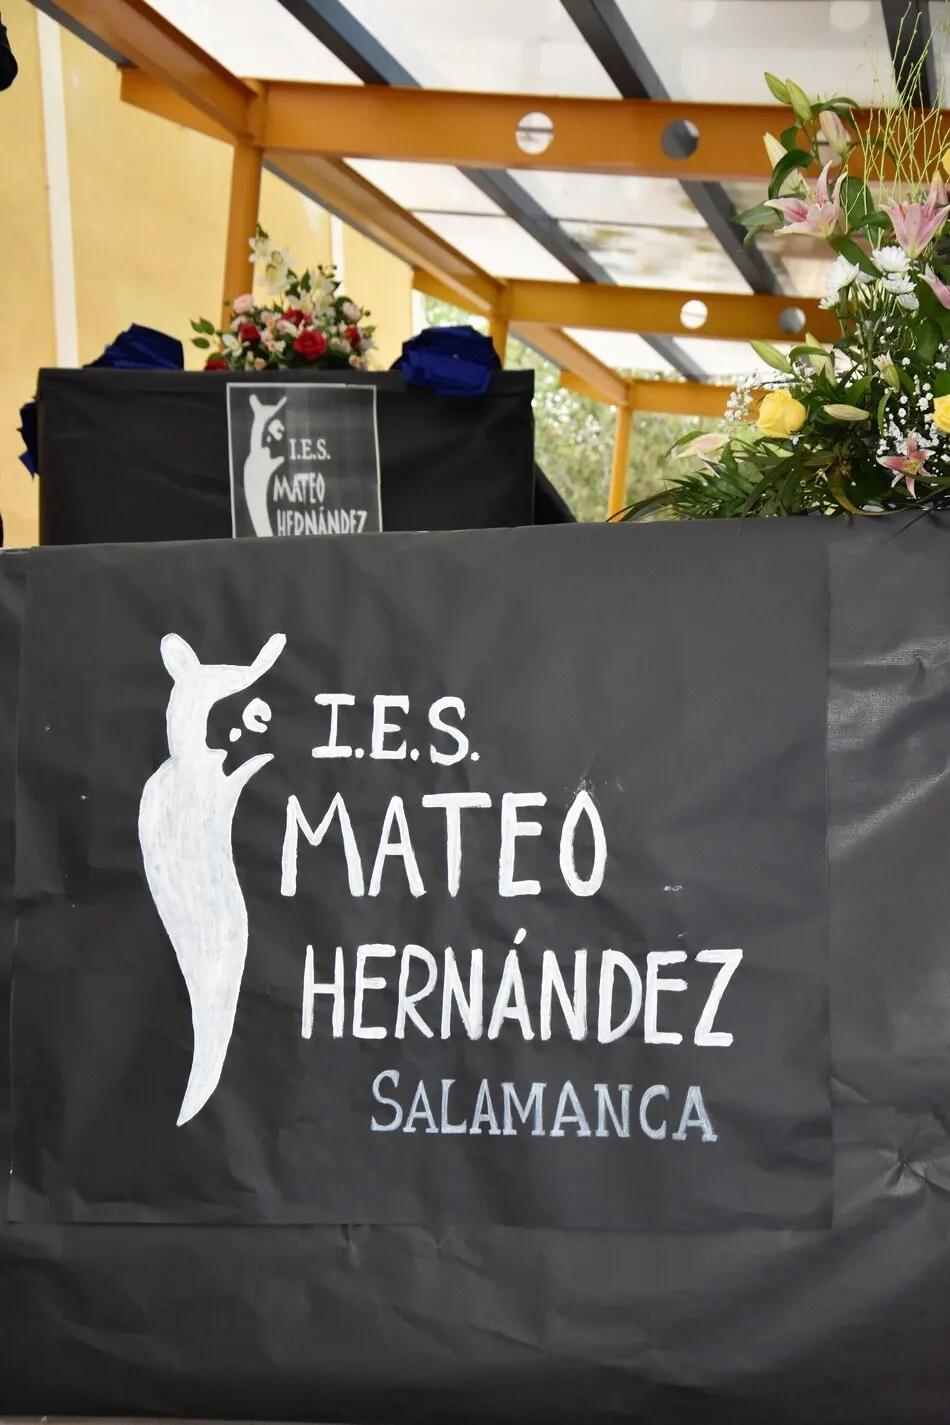 I.E.S.
MATEO
HERNÁNDEZ
I.E.S.
MATEO
HERNÁNDEZ
SALAMANCA